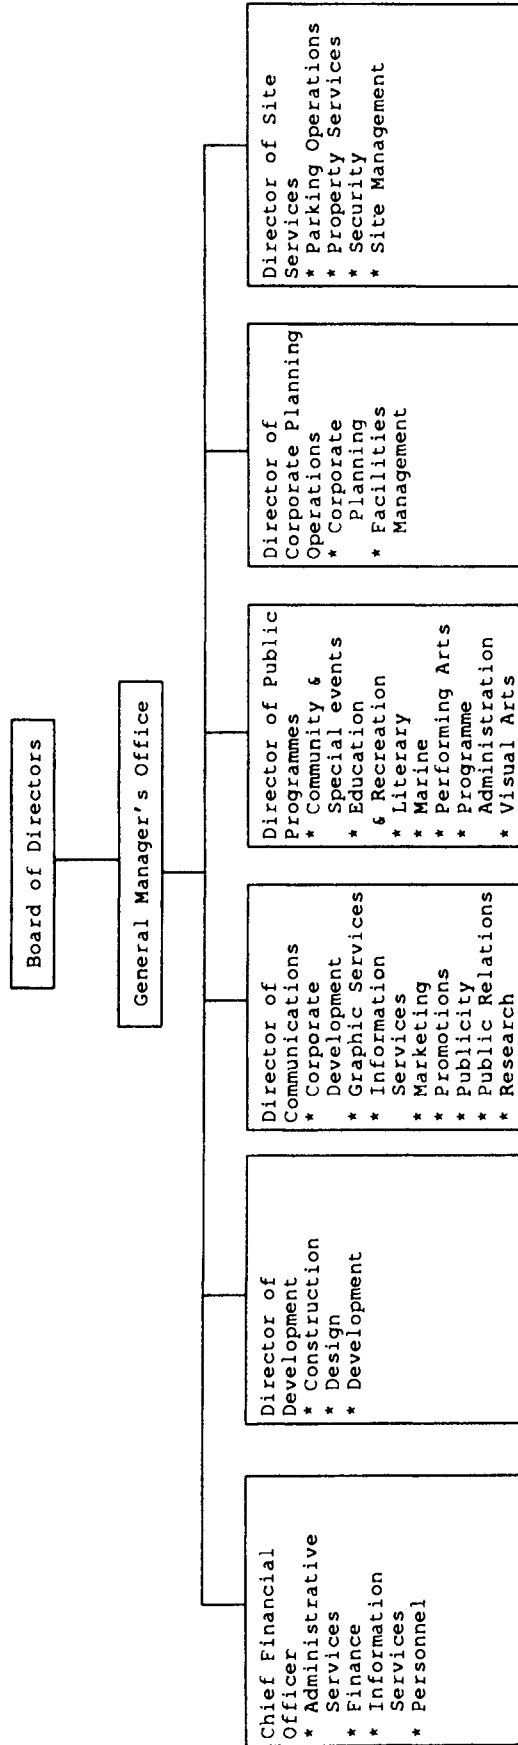 Board of Directors
General Manager's Office
Chief Financial
Officer
* Administrative
Services
* Finance
* Information
Services
* Personnel
Director of
Development
* Construction
* Design
* Development
Director of
Communications
* Corporate
Development
* Graphic Services
* Information
Services
* Marketing
* Promotions
* Publicity
* Public Relations
* Research
Director of Public
Programmes
* Community &
Special events
* Education
& Recreation
* Literary
* Marine
* Performing Arts
* Programme
Administration
* Visual Arts
Director of
Corporate Planning
Operations
* Corporate
Planning
* Facilities
Management
Director of Site
Services
* Parking Operations
* Property Services
* Security
* Site Management